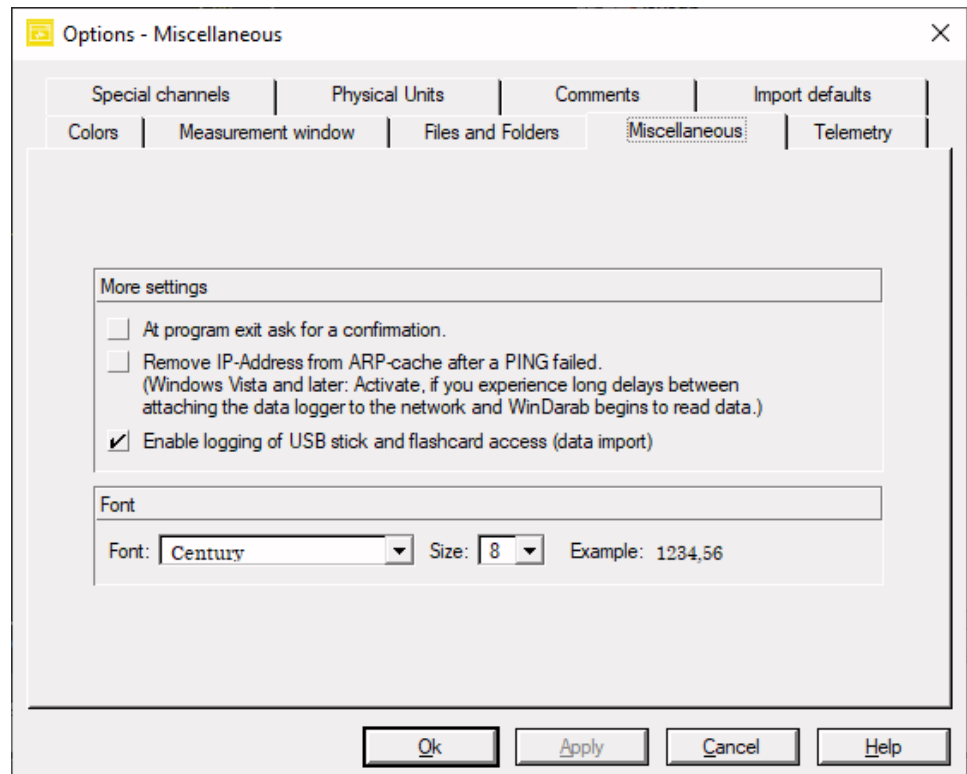 Options - Miscellaneous
Special channels Physical Units Comments Import defaults
Colors Measurement window Files and Folders Miscellaneous Telemetry
More settings
At program exit ask for a confirmation.
Remove IP-Address from ARP-cache after a PING failed.
(Windows Vista and later: Activate, if you experience long delays between
attaching the data logger to the network and WinDarab begins to read data.)
Enable logging of USB stick and flashcard access (data import)
Font
Font: Century Size: 8 Example: 1234,56
Ok Apply Cancel Help